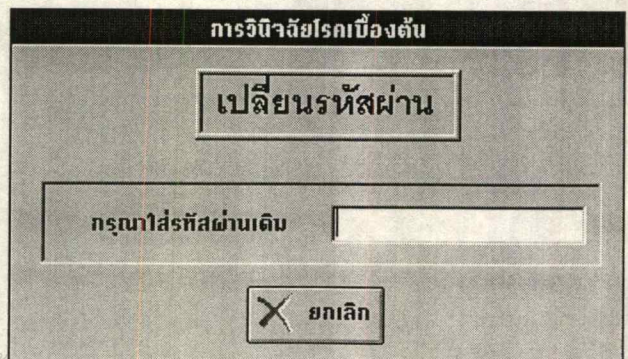 การวินิจฉัยโรคเบื้องต้น
เปลี่ยนรหัสผ่าน
กรุณาใส่รหัสผ่านเดิม
ยกเลิก